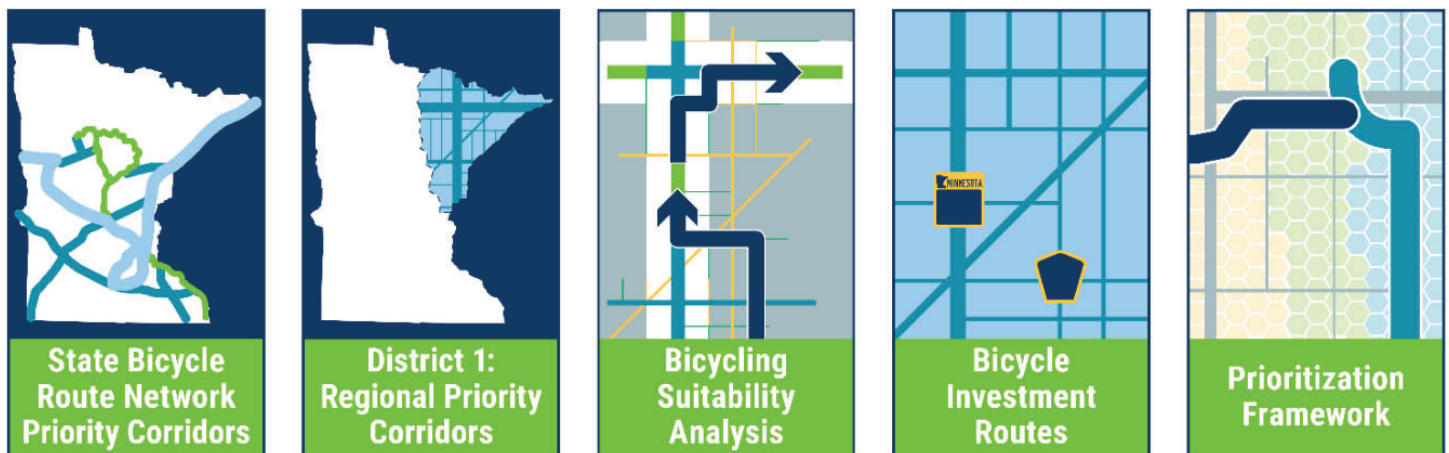 MINNESOTA
State Bicycle
Route Network
Priority Corridors
District 1:
Regional Priority
Corridors
Bicycling
Suitability
Analysis
Bicycle
Investment
Routes
Prioritization
Framework